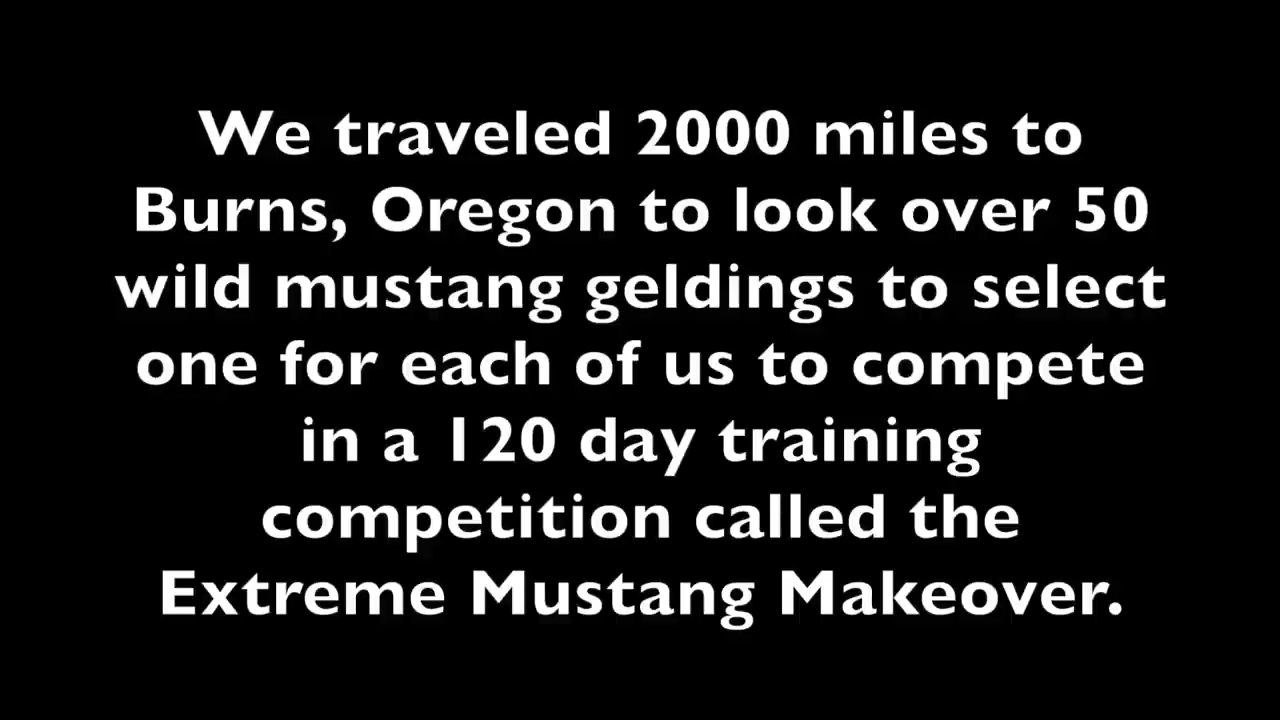 We traveled 2000 miles to
Burns, Oregon to look over 50
wild mustang geldings to select
one for each of us to compete
in a 120 day training
competition called the
Extreme Mustang Makeover.